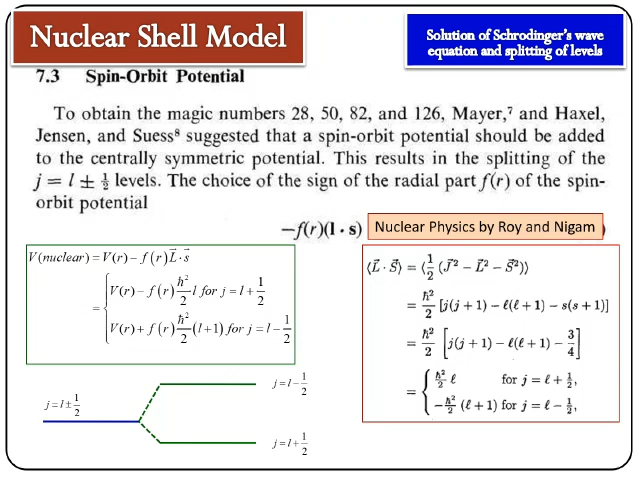 Nuclear Shell Model
Solution of Schrodinger's wave
equation and splitting of levels
7.3 Spin-Orbit Potential
To obtain the magic numbers 28, 50, 82, and 126, Mayer,⁷ and Haxel,
Jensen, and Suess⁸ suggested that a spin-orbit potential should be added
to the centrally symmetric potential. This results in the splitting of the
j = l ± ½ levels. The choice of the sign of the radial part f(r) of the spin-
orbit potential
−f(r)(l · s)
Nuclear Physics by Roy and Nigam
V(nuclear) = V(r) − f(r)L⃗·s⃗
= { V(r) − f(r) ħ²/2 l for j = l + 1/2
V(r) + f(r) ħ²/2 (l+1) for j = l − 1/2
⟨L⃗ · S⃗⟩ = ⟨1/2 (J⃗² − L⃗² − S⃗²)⟩
= ħ²/2 [j(j + 1) − ℓ(ℓ + 1) − s(s + 1)]
= ħ²/2 [j(j + 1) − ℓ(ℓ + 1) − 3/4]
= { ħ²/2 ℓ for j = ℓ + 1/2,
−ħ²/2 (ℓ + 1) for j = ℓ − 1/2,
j = l − 1/2
j = l ± 1/2
j = l + 1/2